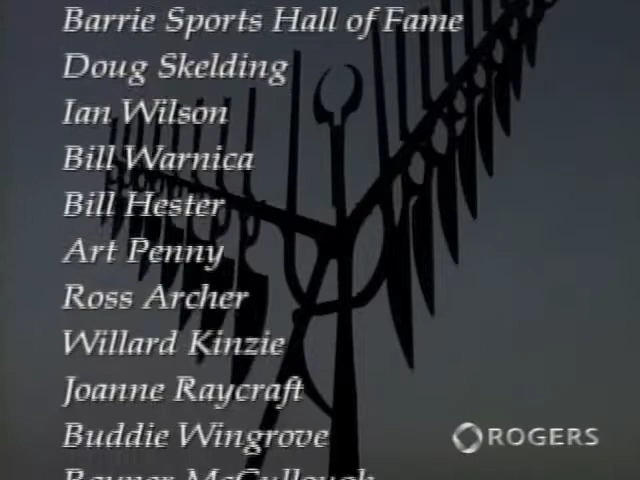 Barrie Sports Hall of Fame
Doug Skelding
Ian Wilson
Bill Warnica
Bill Hester
Art Penny
Ross Archer
Willard Kinzie
Joanne Raycraft
Buddie Wingrove
ROGERS